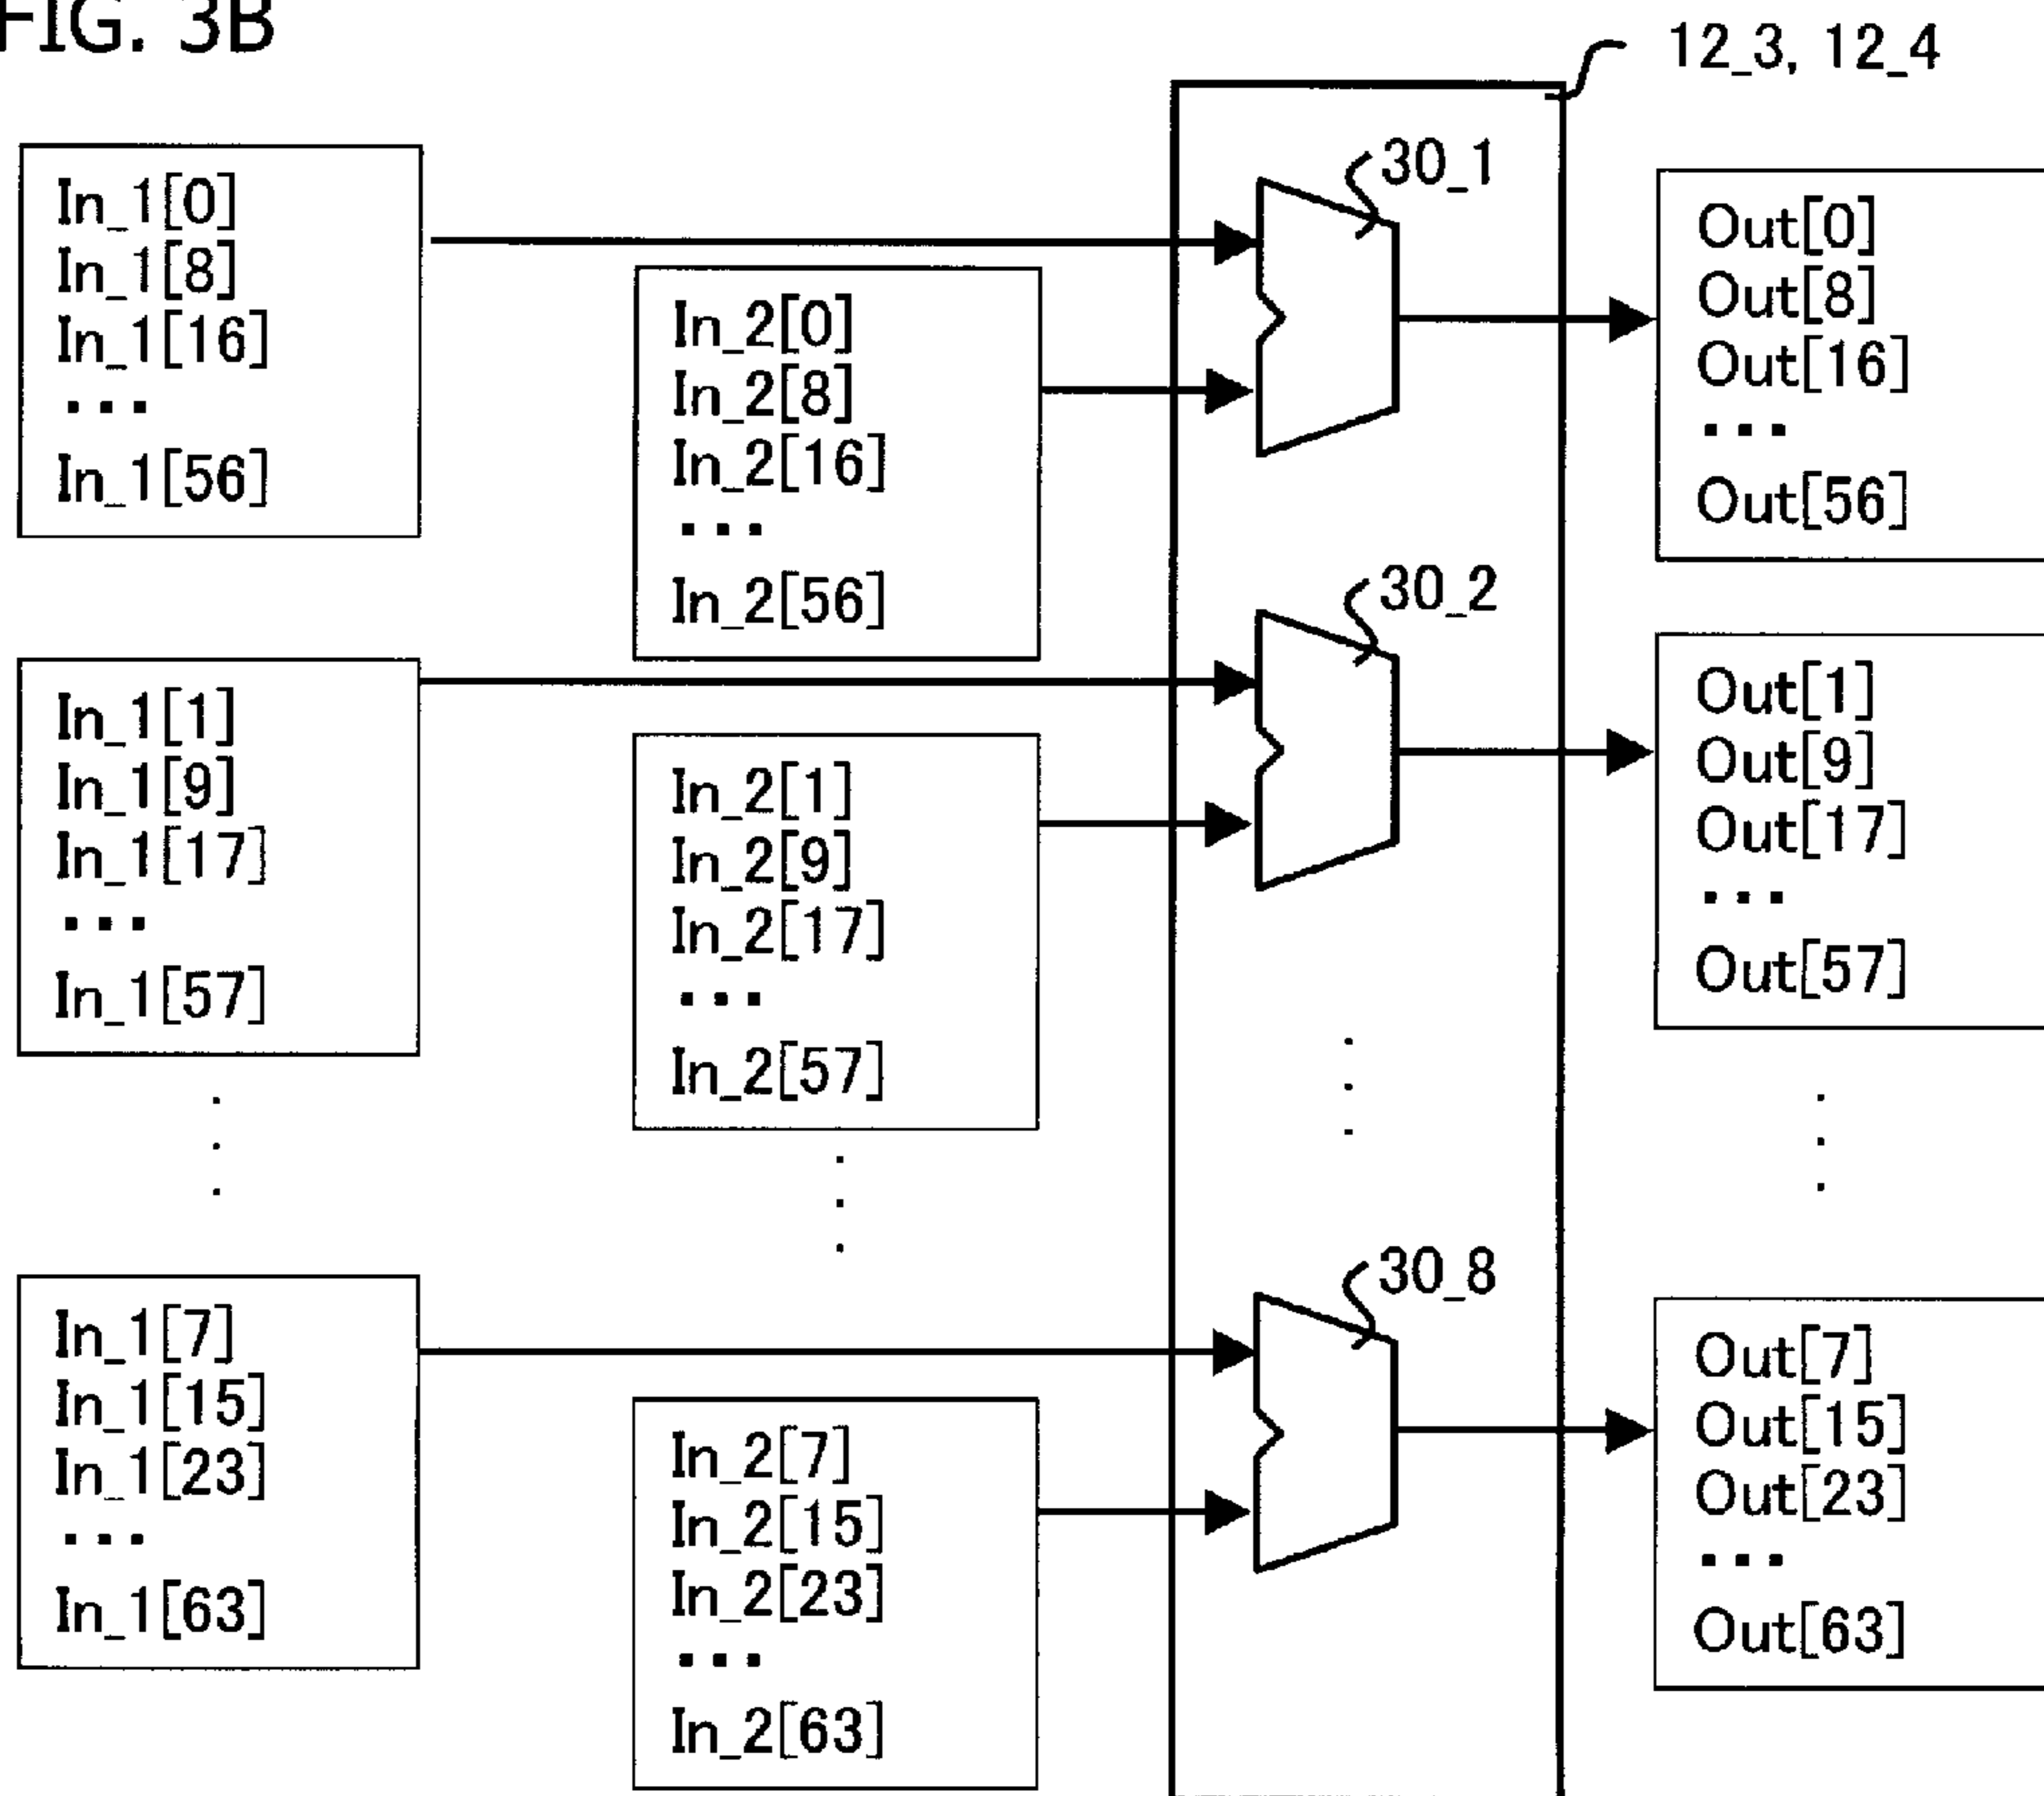 FIG. 3B
12_3, 12_4
In_1[0]
In_1[8]
In_1[16]
...
In_1[56]
In_2[0]
In_2[8]
In_2[16]
...
In_2[56]
30_1
Out[0]
Out[8]
Out[16]
...
Out[56]
In_1[1]
In_1[9]
In_1[17]
...
In_1[57]
In_2[1]
In_2[9]
In_2[17]
...
In_2[57]
30_2
Out[1]
Out[9]
Out[17]
...
Out[57]
In_1[7]
In_1[15]
In_1[23]
...
In_1[63]
In_2[7]
In_2[15]
In_2[23]
...
In_2[63]
30_8
Out[7]
Out[15]
Out[23]
...
Out[63]